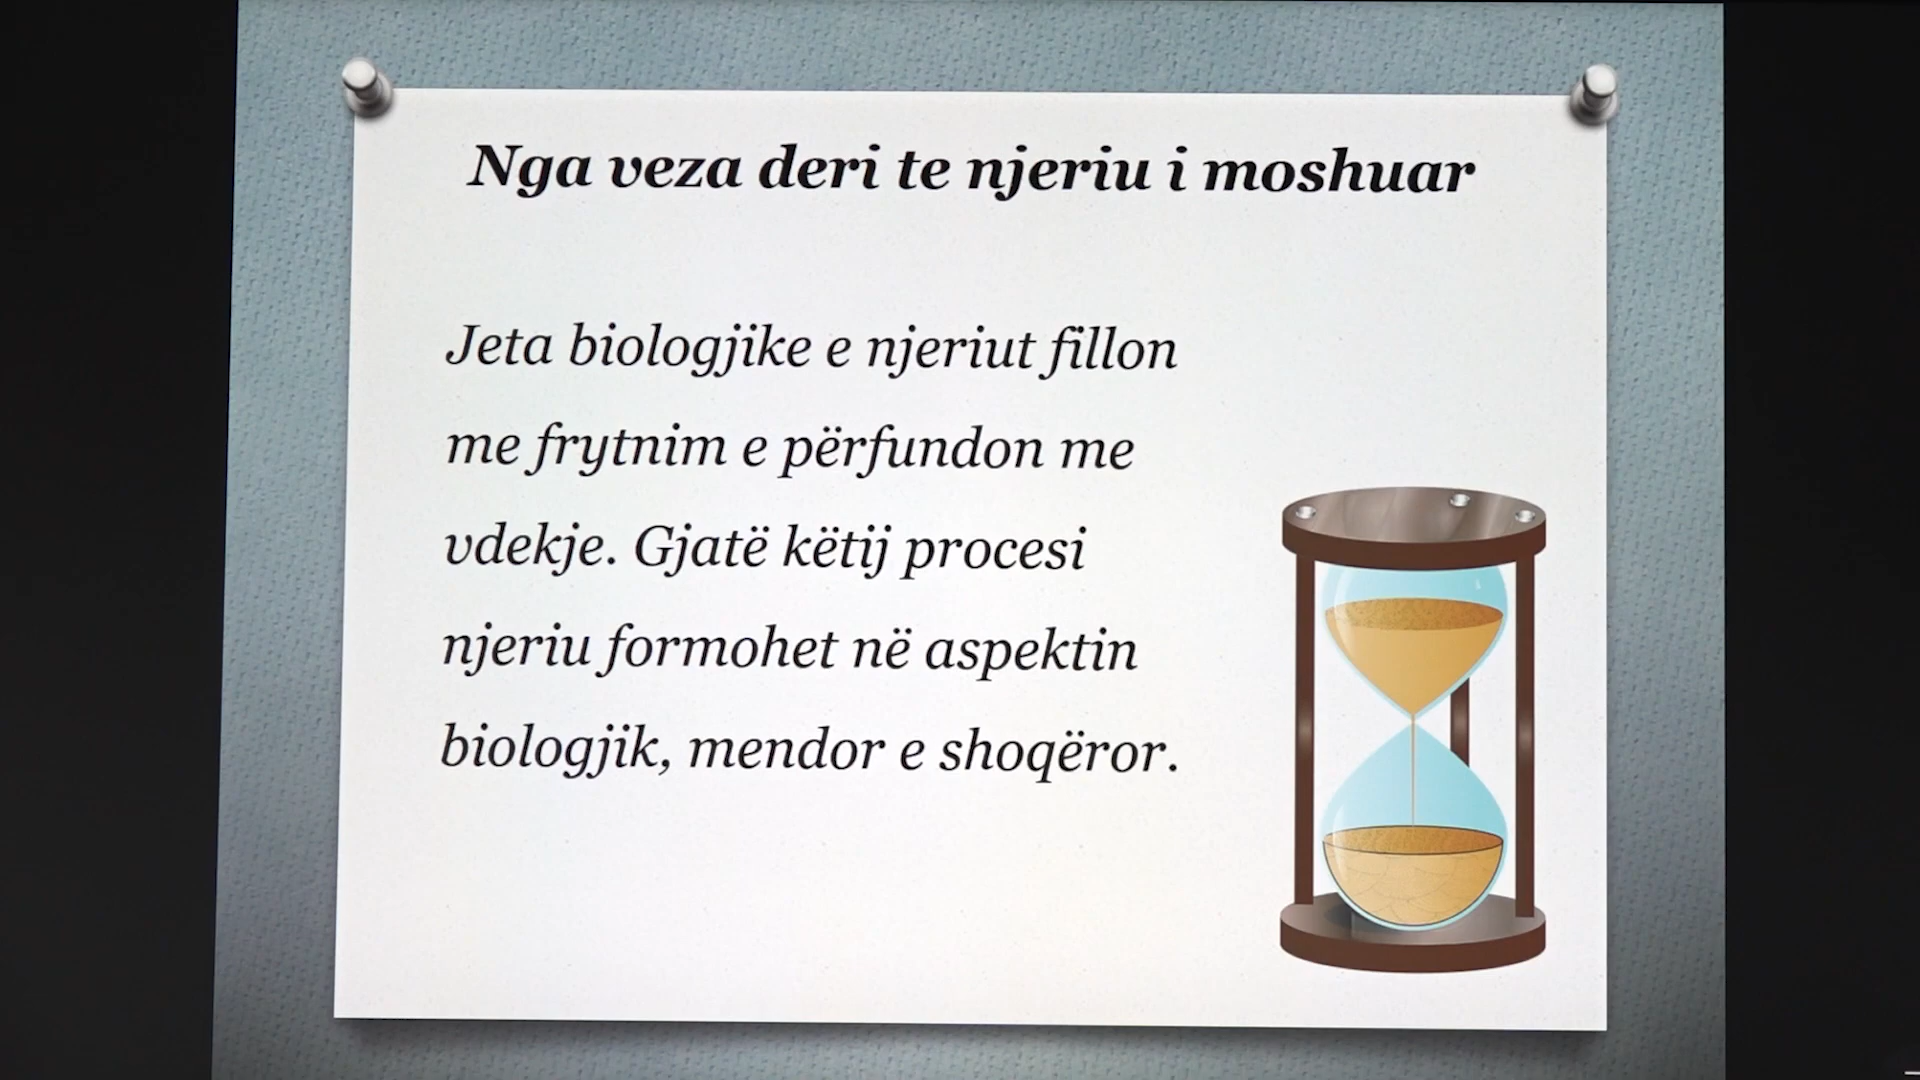 Nga veza deri te njeriu i moshuar
Jeta biologjike e njeriut fillon
me frytnim e përfundon me
vdekje. Gjatë këtij procesi
njeriu formohet në aspektin
biologjik, mendor e shoqëror.